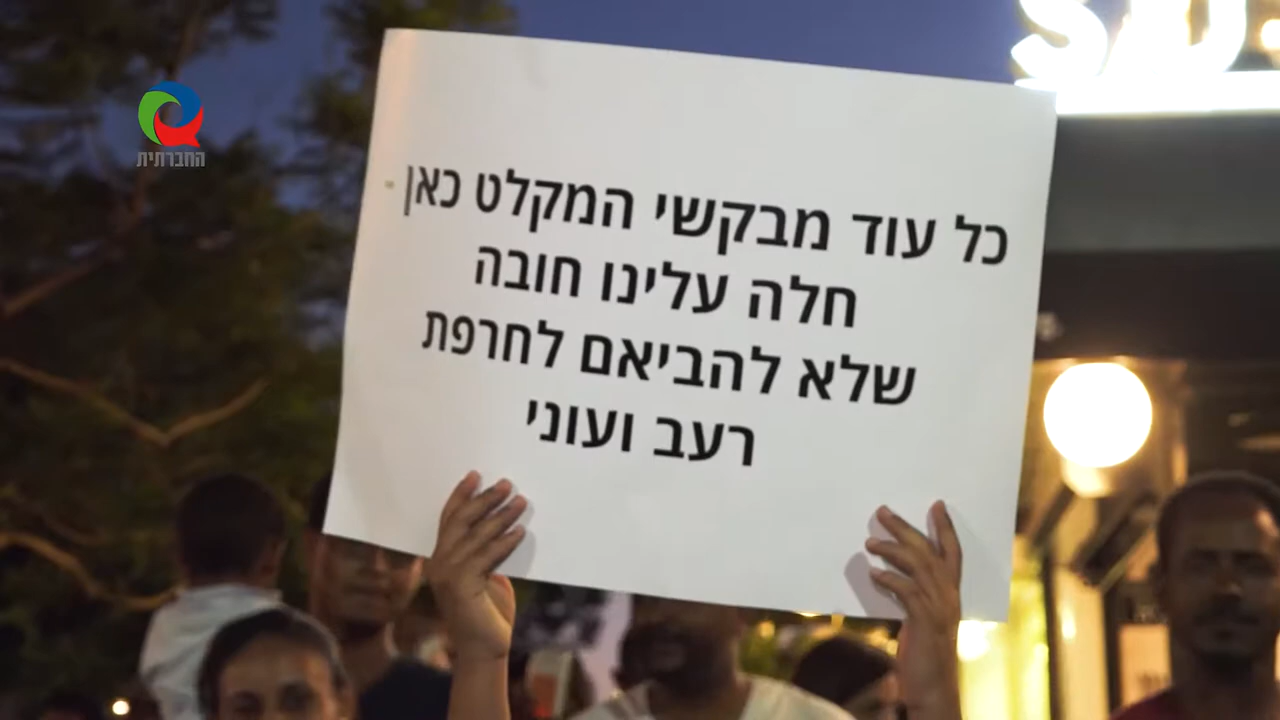 החברתית
כל עוד מבקשי המקלט כאן
חלה עלינו חובה
שלא להביאם לחרפת
רעב ועוני